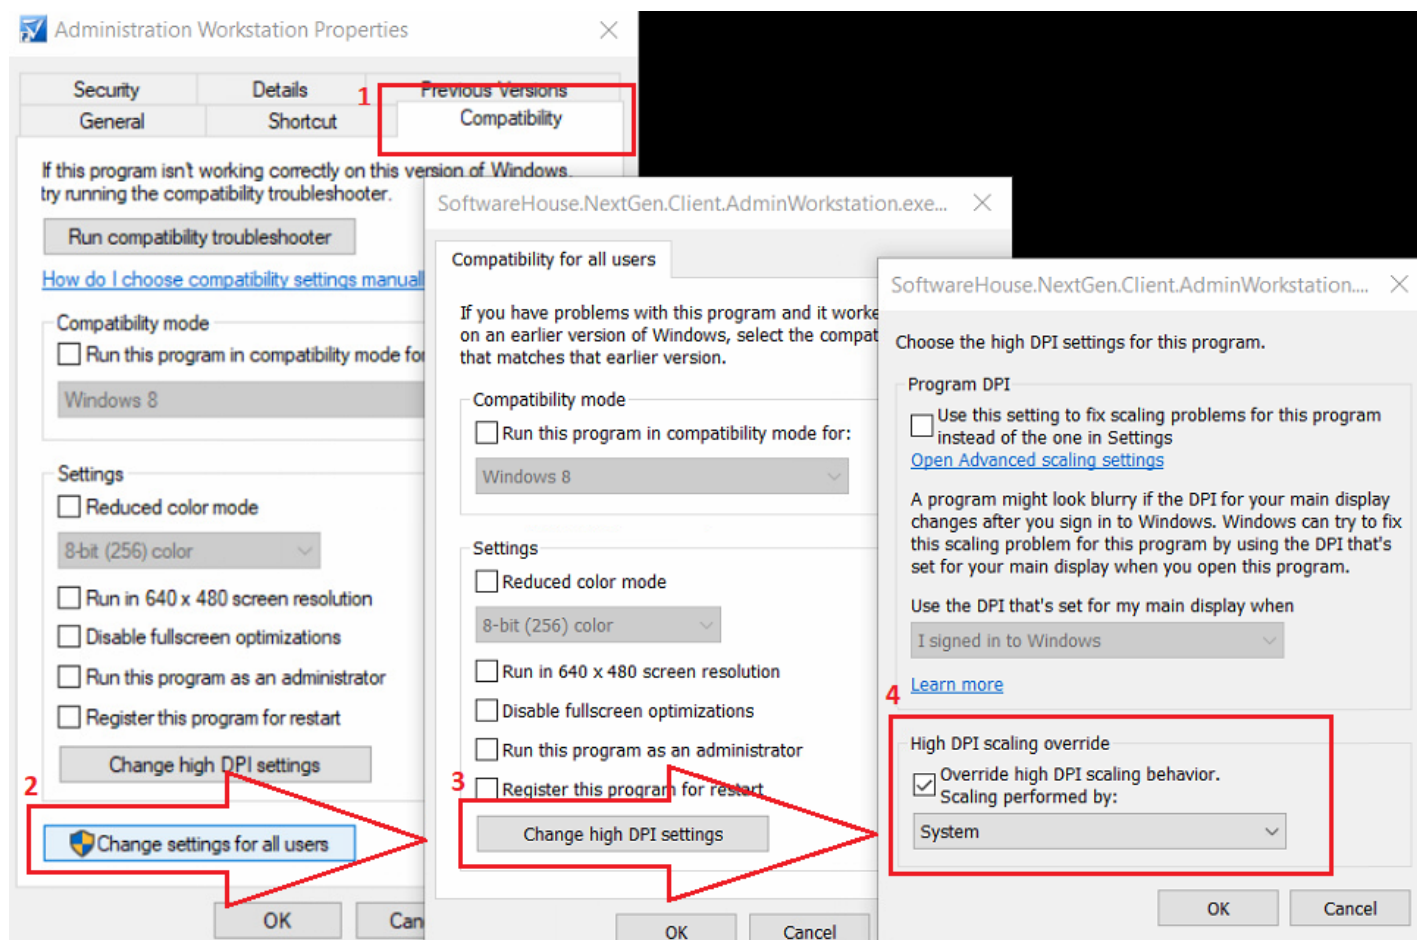 Administration Workstation Properties
Security Details Previous Versions
1
General Shortcut Compatibility
If this program isn't working correctly on this version of Windows,
try running the compatibility troubleshooter.
Run compatibility troubleshooter
How do I choose compatibility settings
Compatibility mode
Run this program in compatibility mode
Windows 8
Settings
Reduced color mode
8-bit (256) color
Run in 640 x 480 screen resolution
Disable fullscreen optimizations
Run this program as an administrator
Register this program for restart
Change high DPI settings
2
Change settings for all users
OK
SoftwareHouse.NextGen.Client.AdminWorkstation.exe...
Compatibility for all users
If you have problems with this program and it
on an earlier version of Windows, select the
that matches that earlier version.
Compatibility mode
Run this program in compatibility mode for:
Windows 8
Settings
Reduced color mode
8-bit (256) color
Run in 640 x 480 screen resolution
Disable fullscreen optimizations
Run this program as an administrator
3
Register this program for restart
Change high DPI settings
OK Cancel
SoftwareHouse.NextGen.Client.AdminWorkstation....
Choose the high DPI settings for this program.
Program DPI
Use this setting to fix scaling problems for this program
instead of the one in Settings
Open Advanced scaling settings
A program might look blurry if the DPI for your main display
changes after you sign in to Windows. Windows can try to fix
this scaling problem for this program by using the DPI that's
set for your main display when you open this program.
Use the DPI that's set for my main display when
I signed in to Windows
Learn more
4
High DPI scaling override
Override high DPI scaling behavior.
Scaling performed by:
System
OK Cancel